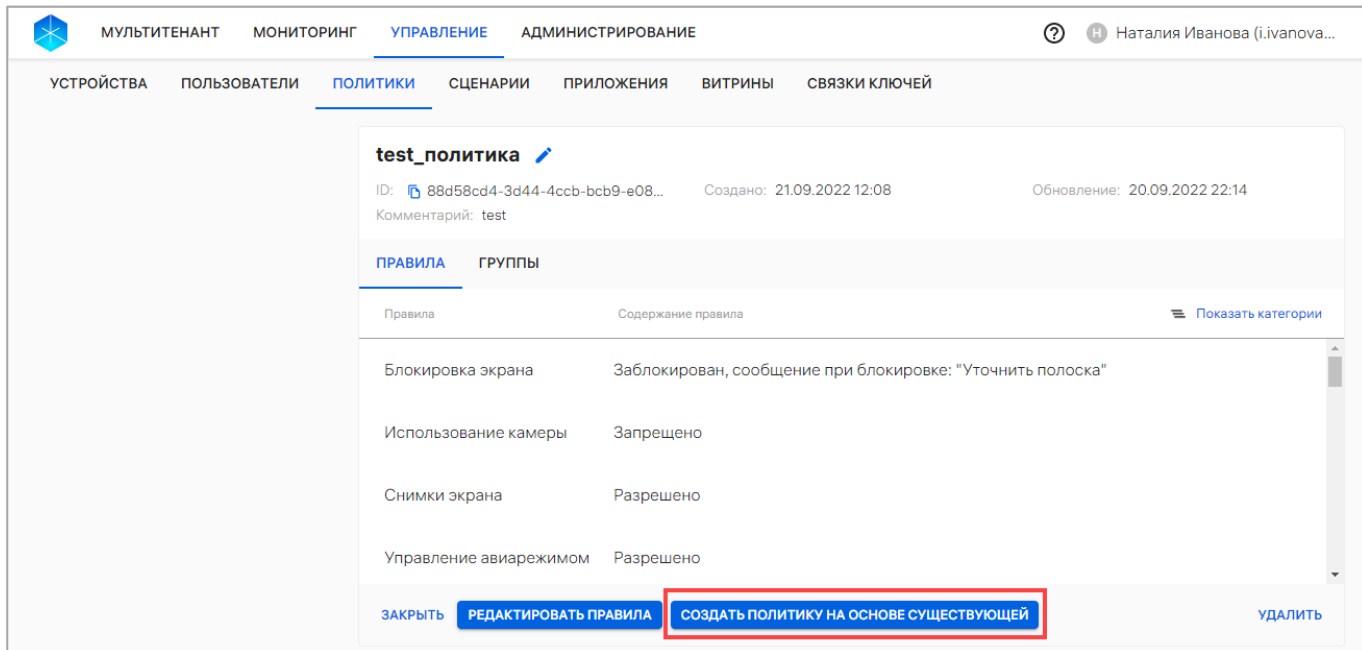 МУЛЬТИТЕНАНТ МОНИТОРИНГ УПРАВЛЕНИЕ АДМИНИСТРИРОВАНИЕ ? Н Наталия Иванова (i.ivanova...
УСТРОЙСТВА ПОЛЬЗОВАТЕЛИ ПОЛИТИКИ СЦЕНАРИИ ПРИЛОЖЕНИЯ ВИТРИНЫ СВЯЗКИ КЛЮЧЕЙ
test_политика
ID: 88d58cd4-3d44-4ccb-bcb9-e08... Создано: 21.09.2022 12:08 Обновление: 20.09.2022 22:14
Комментарий: test
ПРАВИЛА ГРУППЫ
Правила Содержание правила Показать категории
Блокировка экрана Заблокирован, сообщение при блокировке: "Уточнить полоска"
Использование камеры Запрещено
Снимки экрана Разрешено
Управление авиарежимом Разрешено
ЗАКРЫТЬ РЕДАКТИРОВАТЬ ПРАВИЛА СОЗДАТЬ ПОЛИТИКУ НА ОСНОВЕ СУЩЕСТВУЮЩЕЙ УДАЛИТЬ